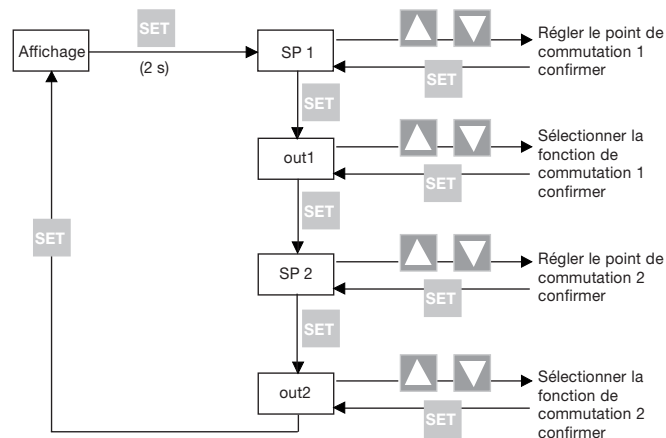 SET
Affichage
(2 s)
SP 1
Régler le point de
commutation 1
confirmer
SET
SET
out1
Sélectionner la
fonction de
commutation 1
confirmer
SET
SET
SET
SP 2
Régler le point de
commutation 2
confirmer
SET
SET
out2
Sélectionner la
fonction de
commutation 2
confirmer
SET